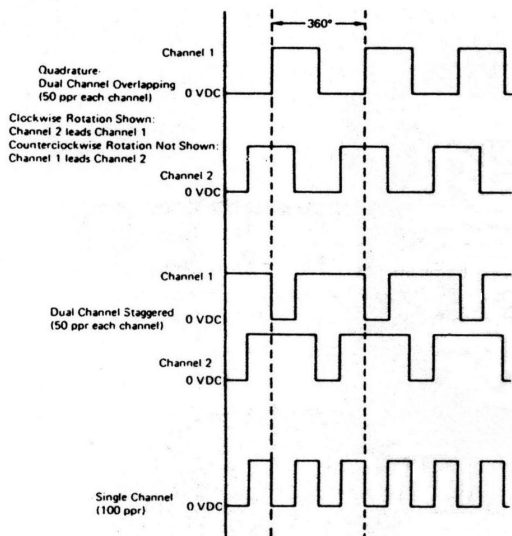 360°
Channel 1
Quadrature
Dual Channel Overlapping
(50 ppr each channel)
0 VDC
Clockwise Rotation Shown:
Channel 2 leads Channel 1
Counterclockwise Rotation Not Shown:
Channel 1 leads Channel 2
Channel 2
0 VDC
Channel 1
Dual Channel Staggered
(50 ppr each channel)
0 VDC
Channel 2
0 VDC
Single Channel
(100 ppr)
0 VDC